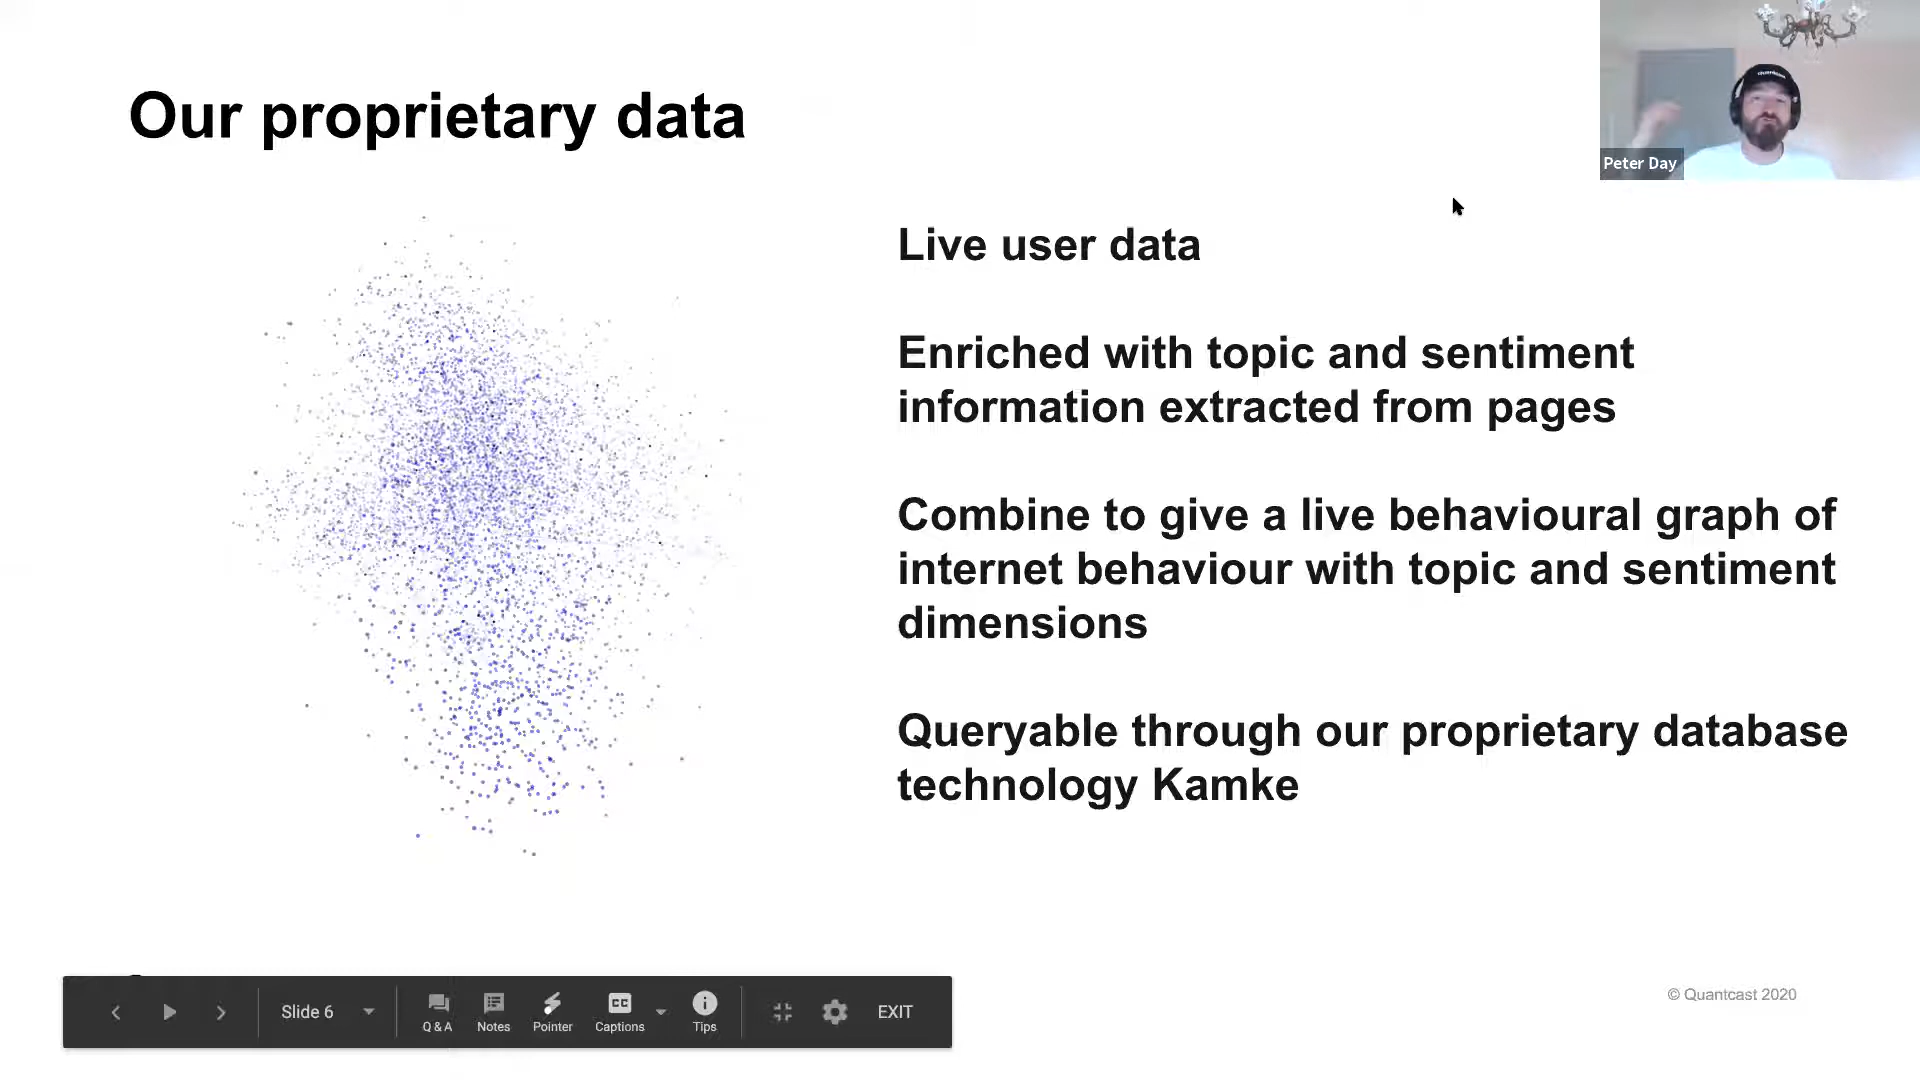 Our proprietary data
Peter Day
Live user data
Enriched with topic and sentiment
information extracted from pages
Combine to give a live behavioural graph of
internet behaviour with topic and sentiment
dimensions
Queryable through our proprietary database
technology Kamke
Slide 6
Q & A
Notes
CC
Pointer
Captions
Tips
EXIT
© Quantcast 2020